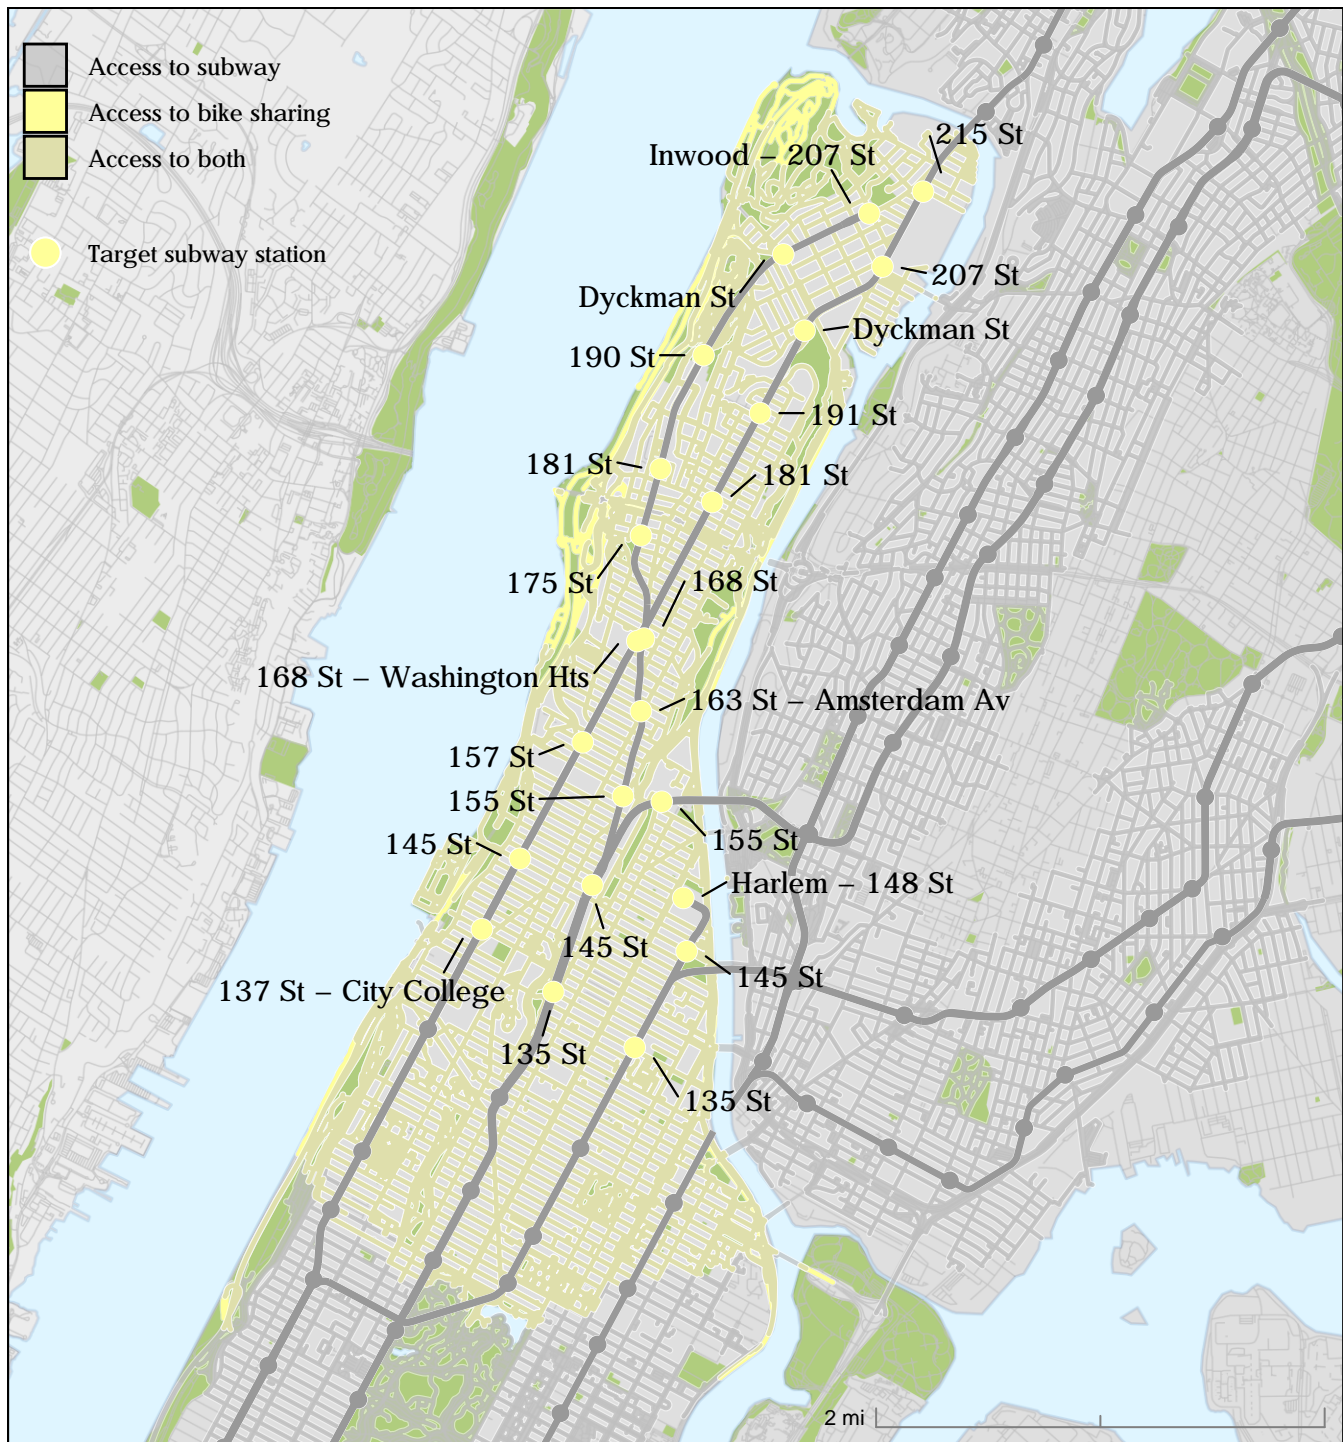 Access to subway
Access to bike sharing
Access to both
Target subway station
215 St
Inwood – 207 St
207 St
Dyckman St
Dyckman St
190 St
191 St
181 St
181 St
175 St
168 St
168 St – Washington Hts
163 St – Amsterdam Av
157 St
155 St
155 St
145 St
Harlem – 148 St
145 St
145 St
137 St – City College
135 St
135 St
2 mi